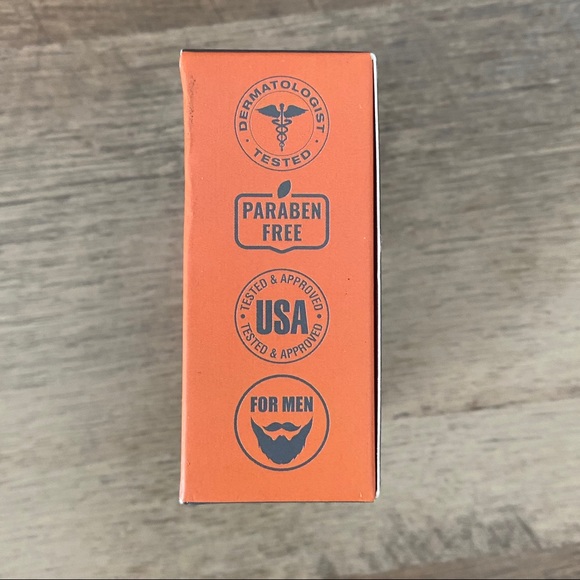 DERMATOLOGIST
TESTED
PARABEN
FREE
TESTED & APPROVED
USA
TESTED & APPROVED
FOR MEN